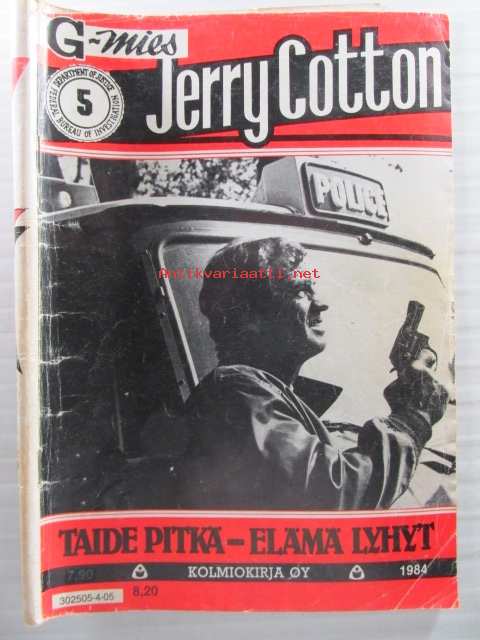 G-mies
Jerry Cotton
DEPARTMENT OF JUSTICE
5
FEDERAL BUREAU OF INVESTIGATION
POLICE
Antikvariaatti.net
TAIDE PITKÄ – ELÄMÄ LYHYT
7,90 KOLMIOKIRJA ØY 1984
302505-4-05 8,20